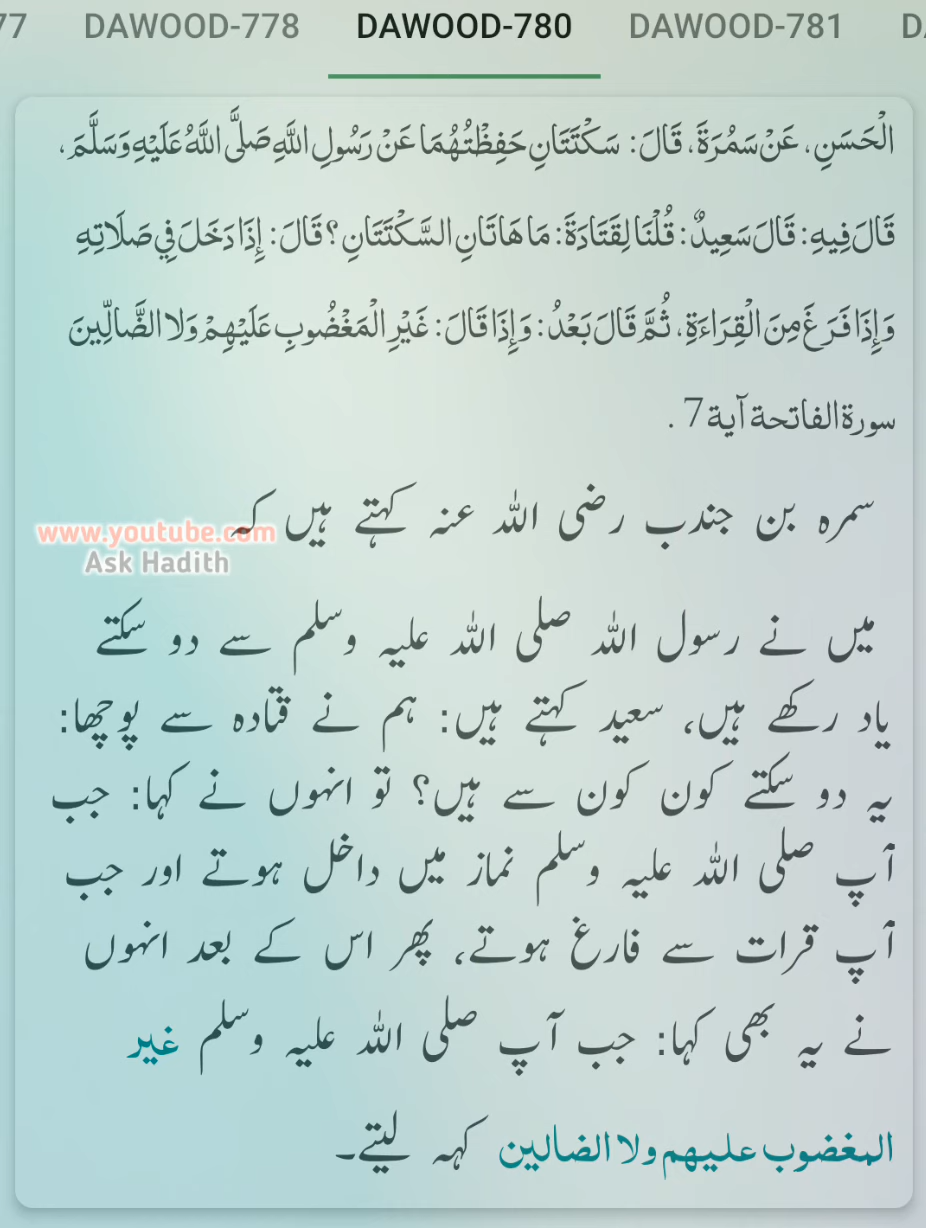 77 DAWOOD-778 DAWOOD-780 DAWOOD-781 DA
الْحَسَنِ، عَنْ سَمُرَةَ، قَالَ: سَكْتَتَانِ حَفِظْتُهُمَا عَنْ رَسُولِ اللَّهِ صَلَّى اللَّهُ عَلَيْهِ وَسَلَّمَ،
قَالَ فِيهِ: قَالَ سَعِيدٌ: قُلْنَا لِقَتَادَةَ: مَا هَاتَانِ السَّكْتَتَانِ؟ قَالَ: إِذَا دَخَلَ فِي صَلَاتِهِ
وَإِذَا فَرَغَ مِنَ الْقِرَاءَةِ، ثُمَّ قَالَ بَعْدُ: وَإِذَا قَالَ: غَيْرِ الْمَغْضُوبِ عَلَيْهِمْ وَلا الضَّالِّينَ
سورة الفاتحة آية 7 .
سمرہ بن جندب رضی اللہ عنہ کہتے ہیں کہ
www.youtube.com
Ask Hadith
میں نے رسول اللہ صلی اللہ علیہ وسلم سے دو سکتے
یاد رکھے ہیں، سعید کہتے ہیں: ہم نے قتادہ سے پوچھا:
یہ دو سکتے کون کون سے ہیں؟ تو انہوں نے کہا: جب
آپ صلی اللہ علیہ وسلم نماز میں داخل ہوتے اور جب
آپ قرات سے فارغ ہوتے، پھر اس کے بعد انہوں
نے یہ بھی کہا: جب آپ صلی اللہ علیہ وسلم غير
المغضوب عليهم ولا الضالين کہہ لیتے۔